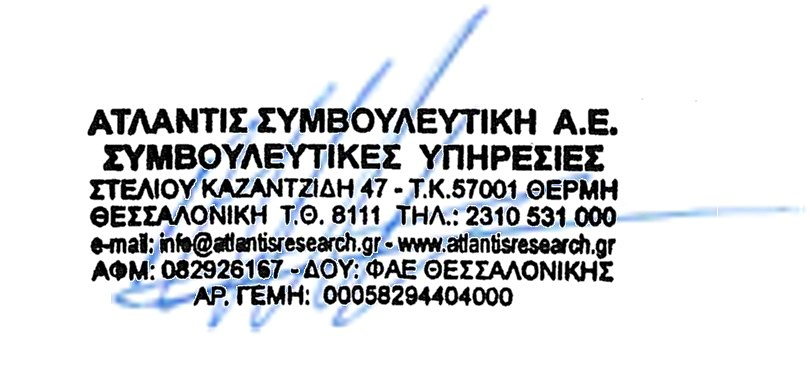 ΑΤΛΑΝΤΙΣ ΣΥΜΒΟΥΛΕΥΤΙΚΗ Α.Ε.
ΣΥΜΒΟΥΛΕΥΤΙΚΕΣ ΥΠΗΡΕΣΙΕΣ
ΣΤΕΛΙΟΥ ΚΑΖΑΝΤΖΙΔΗ 47 - Τ.Κ.57001 ΘΕΡΜΗ
ΘΕΣΣΑΛΟΝΙΚΗ Τ.Θ. 8111 ΤΗΛ.: 2310 531 000
e-mail: info@atlantisresearch.gr - www.atlantisresearch.gr
ΑΦΜ: 082926167 - ΔΟΥ: ΦΑΕ ΘΕΣΣΑΛΟΝΙΚΗΣ
ΑΡ. ΓΕΜΗ: 00058294404000